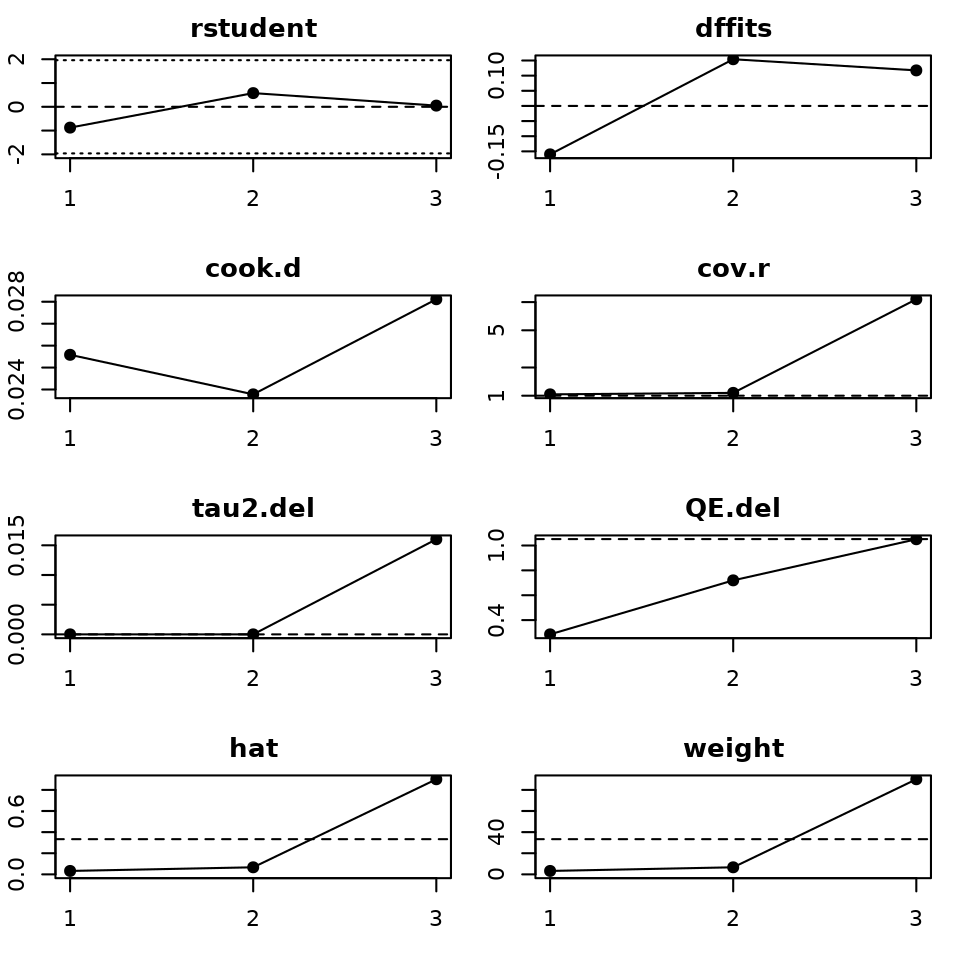 rstudent
2
0
-2
1 2 3
dffits
0.10
-0.15
1 2 3
cook.d
0.028
0.024
1 2 3
cov.r
5
1
1 2 3
tau2.del
0.015
0.000
1 2 3
QE.del
1.0
0.4
1 2 3
hat
0.6
0.0
1 2 3
weight
40
0
1 2 3